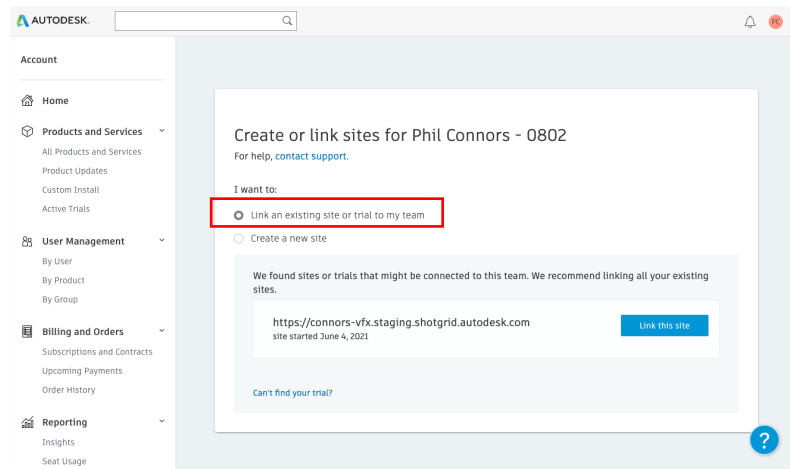 AUTODESK.
PC
Account
Home
Products and Services
All Products and Services
Product Updates
Custom Install
Active Trials
User Management
By User
By Product
By Group
Billing and Orders
Subscriptions and Contracts
Upcoming Payments
Order History
Reporting
Insights
Seat Usage
Create or link sites for Phil Connors - 0802
For help, contact support.
I want to:
Link an existing site or trial to my team
Create a new site
We found sites or trials that might be connected to this team. We recommend linking all your existing
sites.
https://connors-vfx.staging.shotgrid.autodesk.com
site started June 4, 2021
Link this site
Can't find your trial?
?